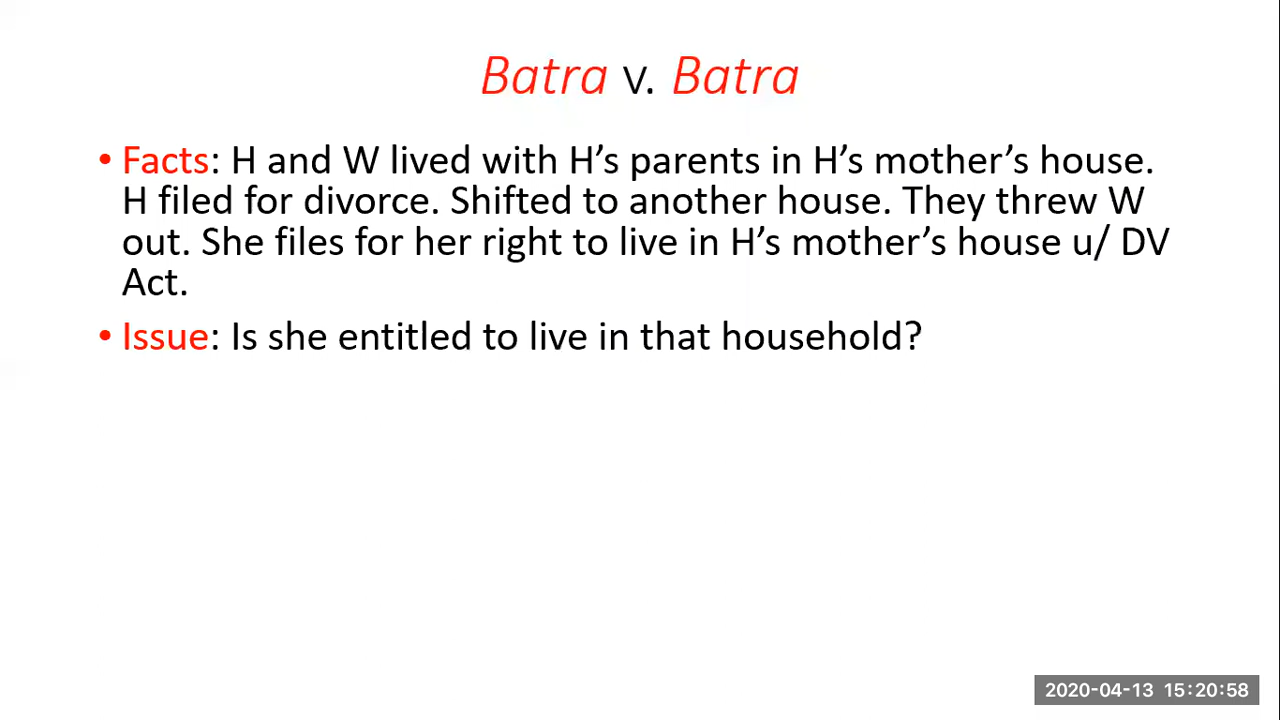 Batra v. Batra
• Facts: H and W lived with H’s parents in H’s mother’s house.
H filed for divorce. Shifted to another house. They threw W
out. She files for her right to live in H’s mother’s house u/ DV
Act.
• Issue: Is she entitled to live in that household?
2020-04-13 15:20:58